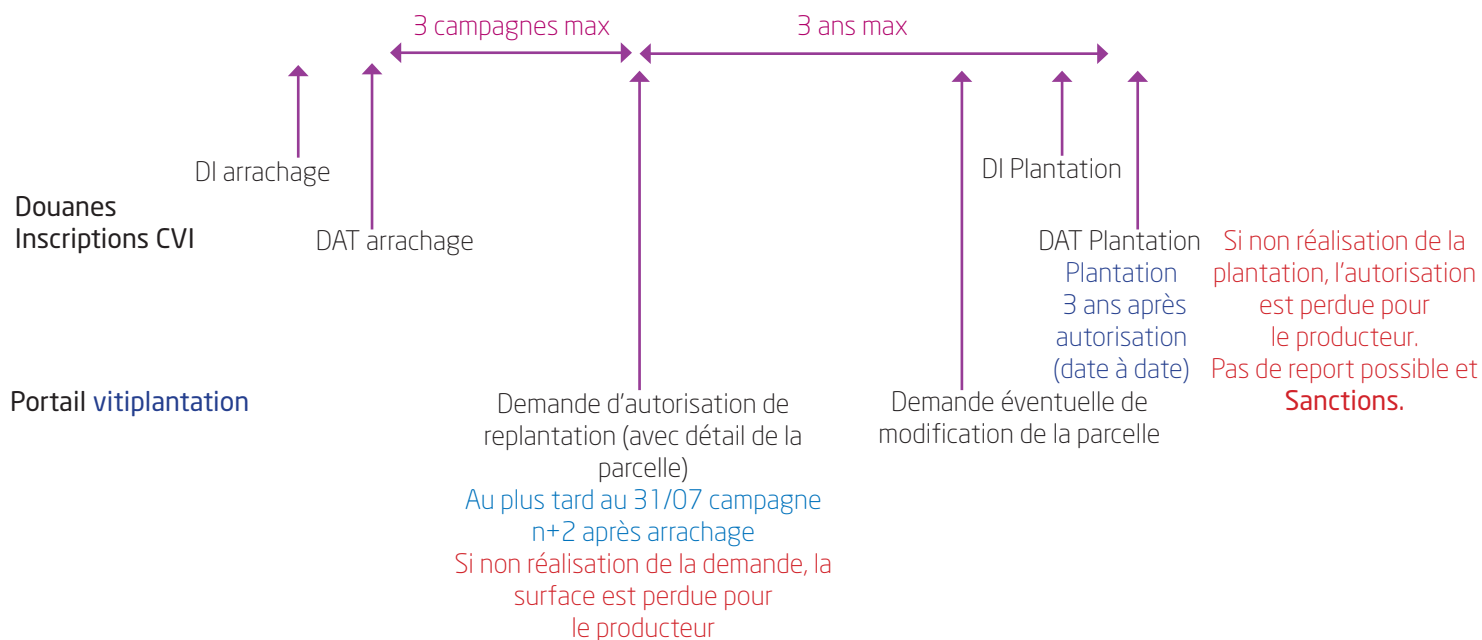 3 campagnes max
3 ans max
DI arrachage
DI Plantation
Douanes
Inscriptions CVI
DAT arrachage
DAT Plantation
Plantation
3 ans après
autorisation
(date à date)
Si non réalisation de la
plantation, l'autorisation
est perdue pour
le producteur.
Pas de report possible et
Sanctions.
Portail vitiplantation
Demande d'autorisation de
replantation (avec détail de la
parcelle)
Au plus tard au 31/07 campagne
n+2 après arrachage
Si non réalisation de la demande, la
surface est perdue pour
le producteur
Demande éventuelle de
modification de la parcelle